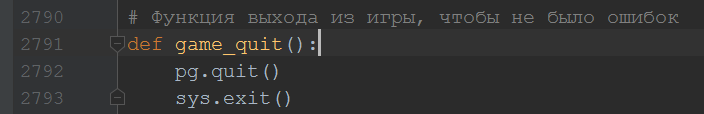 2790 # Функция выхода из игры, чтобы не было ошибок
2791 def game_quit():
2792 pg.quit()
2793 sys.exit()